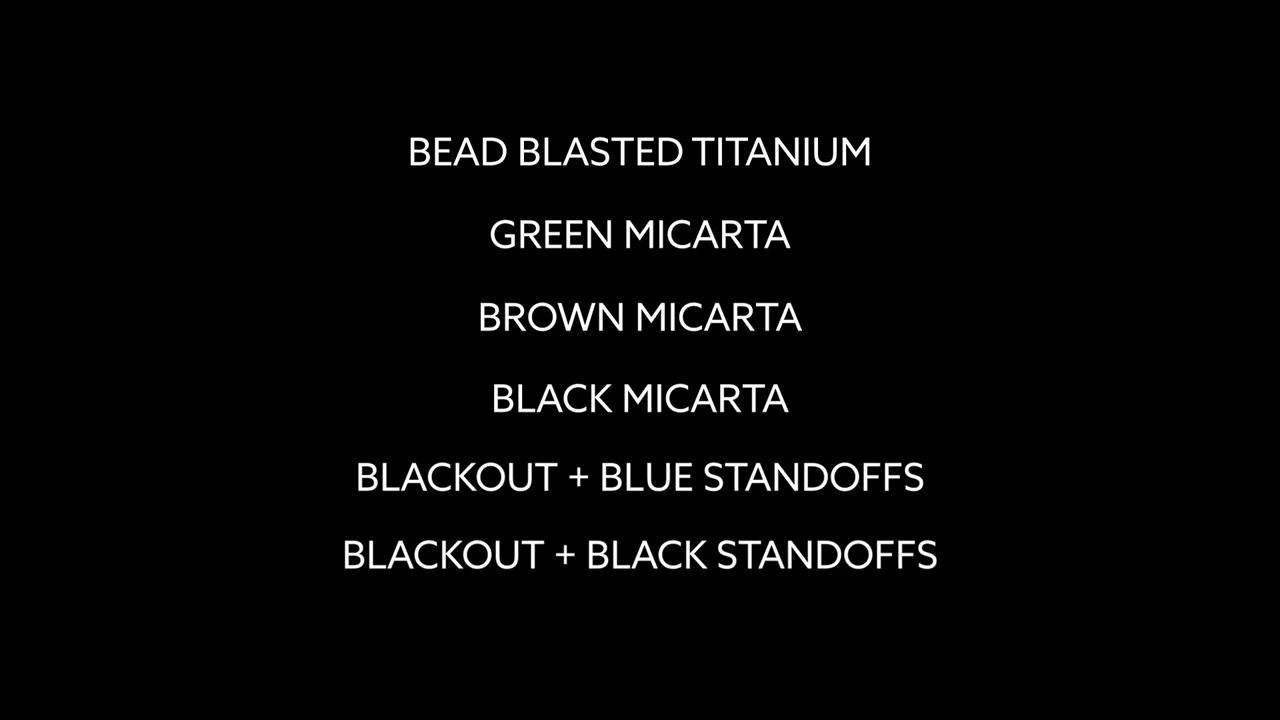 BEAD BLASTED TITANIUM
GREEN MICARTA
BROWN MICARTA
BLACK MICARTA
BLACKOUT + BLUE STANDOFFS
BLACKOUT + BLACK STANDOFFS